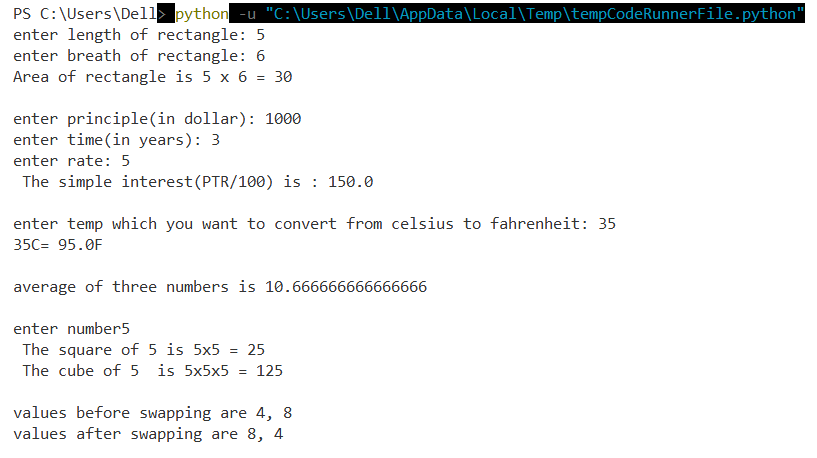 PS C:\Users\Dell> python -u "C:\Users\Dell\AppData\Local\Temp\tempCodeRunnerFile.python"
enter length of rectangle: 5
enter breath of rectangle: 6
Area of rectangle is 5 x 6 = 30
enter principle(in dollar): 1000
enter time(in years): 3
enter rate: 5
The simple interest(PTR/100) is : 150.0
enter temp which you want to convert from celsius to fahrenheit: 35
35C= 95.0F
average of three numbers is 10.666666666666666
enter number5
The square of 5 is 5x5 = 25
The cube of 5  is 5x5x5 = 125
values before swapping are 4, 8
values after swapping are 8, 4